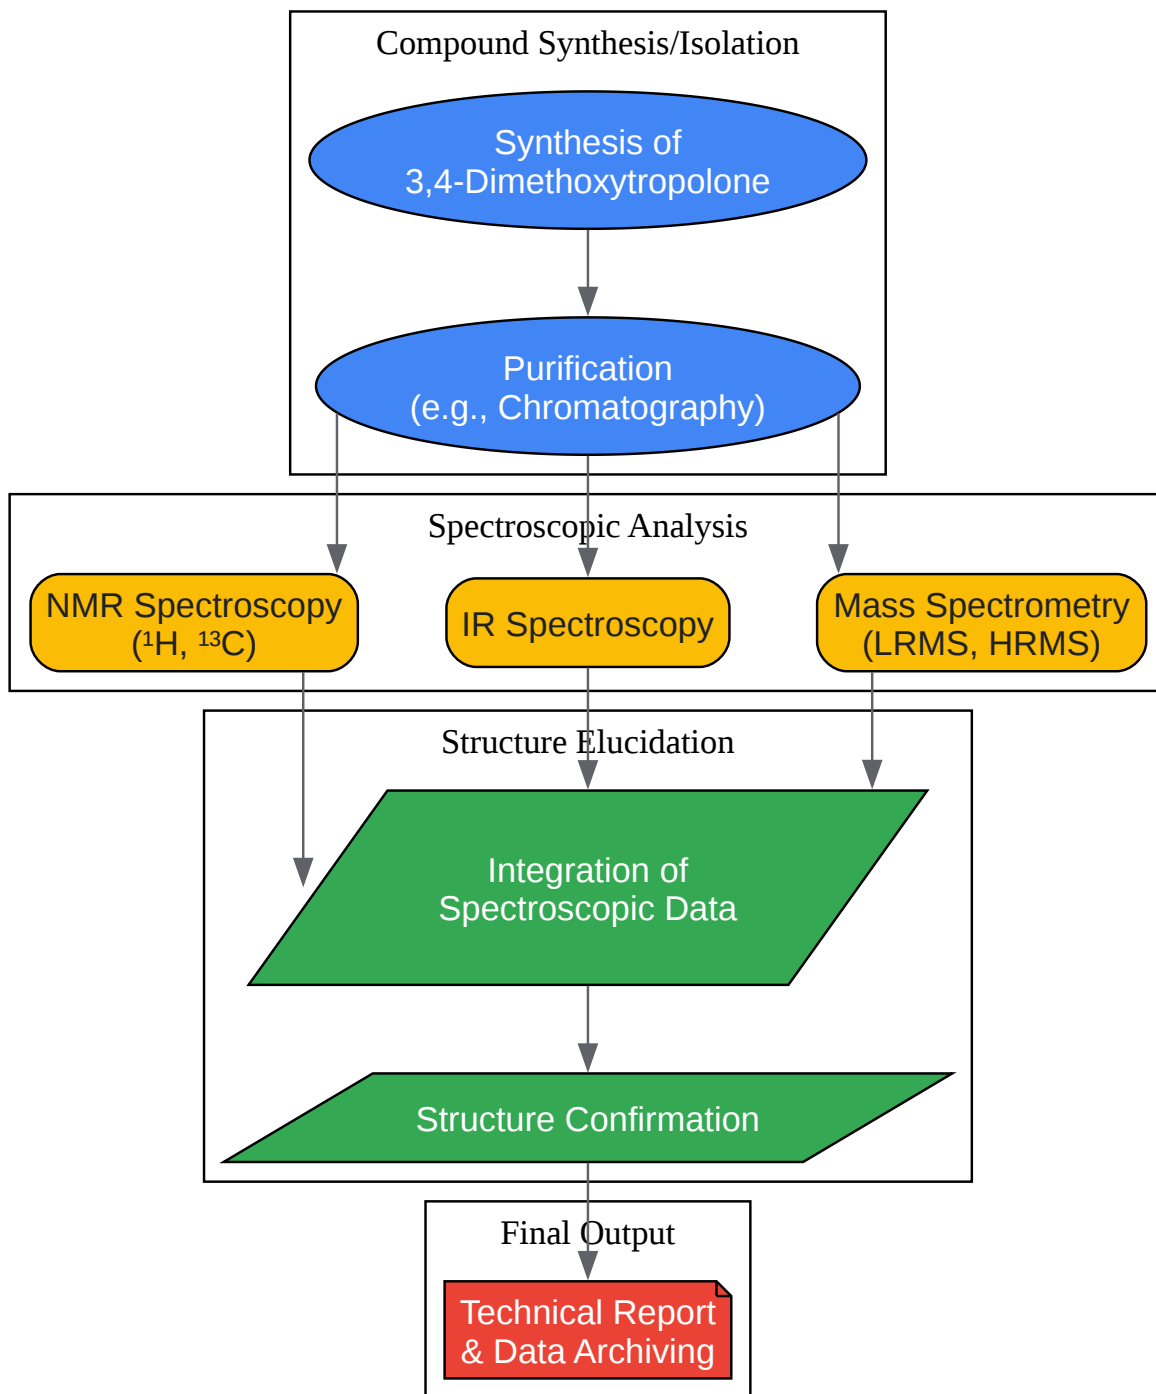 Compound Synthesis/Isolation
Synthesis of
3,4-Dimethoxytropolone
Purification
(e.g., Chromatography)
Spectroscopic Analysis
NMR Spectroscopy
(¹H, ¹³C)
IR Spectroscopy
Mass Spectrometry
(LRMS, HRMS)
Structure Elucidation
Integration of
Spectroscopic Data
Structure Confirmation
Final Output
Technical Report
& Data Archiving